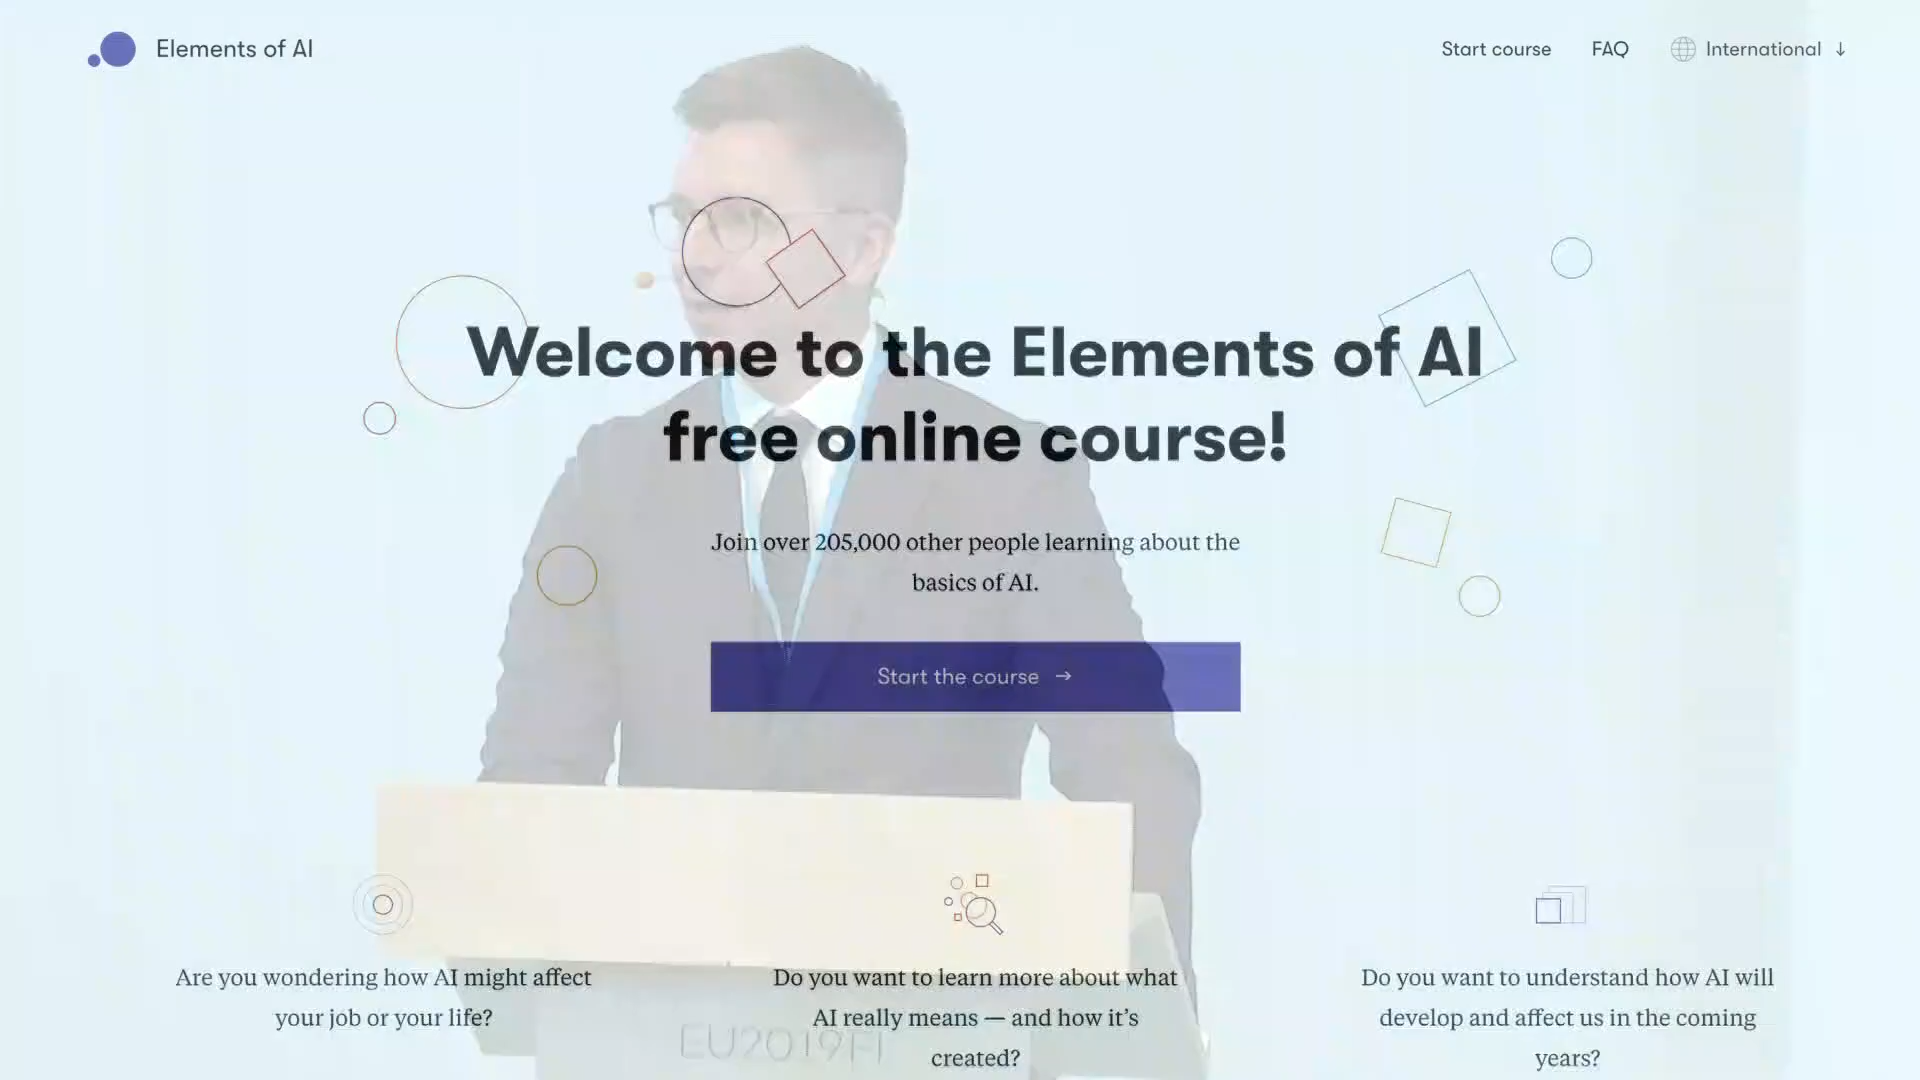 Elements of AI
Start course
FAQ
International ↓
Welcome to the Elements of AI
free online course!
Join over 205,000 other people learning about the
basics of AI.
Start the course →
Are you wondering how AI might affect
your job or your life?
Do you want to learn more about what
AI really means — and how it’s
created?
Do you want to understand how AI will
develop and affect us in the coming
years?
EU2019FI